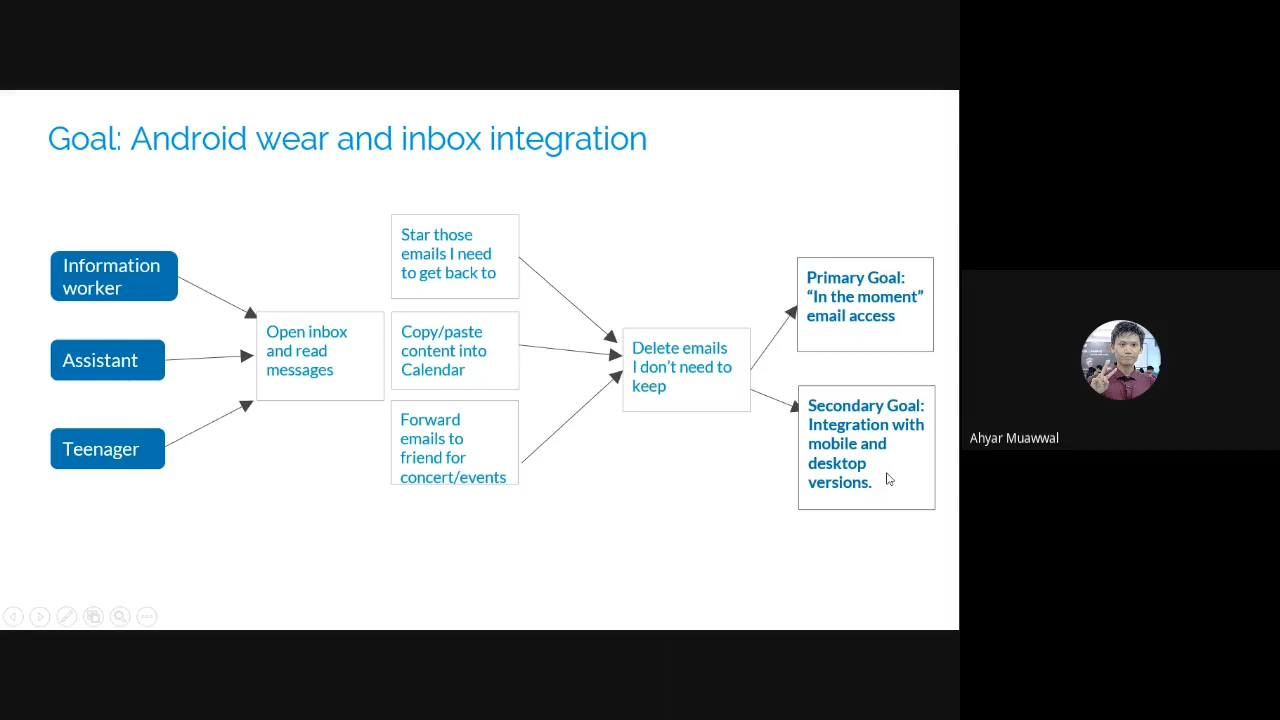 Goal: Android wear and inbox integration
Information
worker
Assistant
Teenager
Open inbox
and read
messages
Star those
emails I need
to get back to
Copy/paste
content into
Calendar
Forward
emails to
friend for
concert/events
Delete emails
I don't need to
keep
Primary Goal:
“In the moment”
email access
Secondary Goal:
Integration with
mobile and
desktop
versions.
Ahyar Muawwal